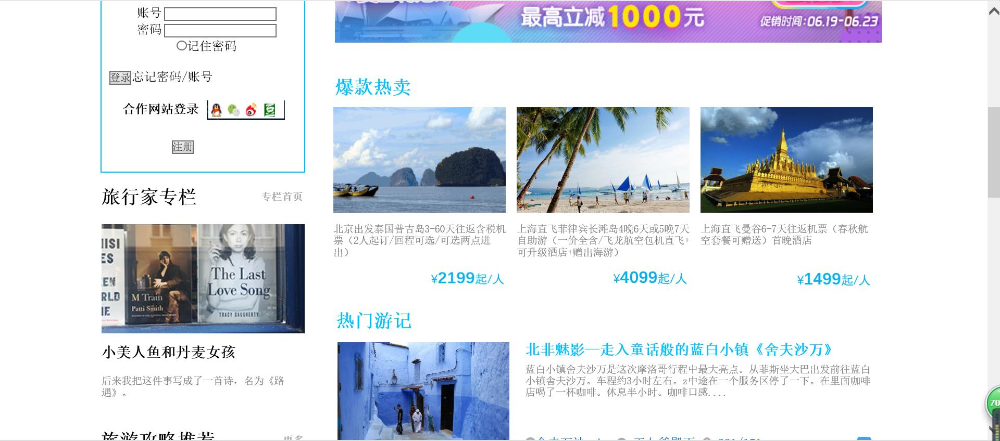 账号
密码
记住密码
登录忘记密码/账号
合作网站登录
注册
旅行家专栏 专栏首页
M Train
Patti Smith
The Last
Love Song
TRACY DAUGHERTY
小美人鱼和丹麦女孩
后来我把这件事写成了一首诗，名为《路
遇》。
旅游攻略推荐 更多
最高立减1000元
促销时间:06.19-06.23
爆款热卖
北京出发泰国普吉岛3-60天往返含税机
票（2人起订/回程可选/可选两点进
出）
¥2199起/人
上海直飞菲律宾长滩岛4晚6天或5晚7天
自助游（一价全含/飞龙航空包机直飞+
可升级酒店+赠出海游）
¥4099起/人
上海直飞曼谷6-7天往返机票（春秋航
空套餐可赠送）首晚酒店
¥1499起/人
热门游记
北非魅影—走入童话般的蓝白小镇《舍夫沙万》
蓝白小镇舍夫沙万是这次摩洛哥行程中最大亮点。从菲斯坐大巴出发前往蓝白
小镇舍夫沙万。车程约3小时左右。z中途在一个服务区停了一下。在里面咖啡
店喝了一杯咖啡。休息半小时。咖啡口感....
70